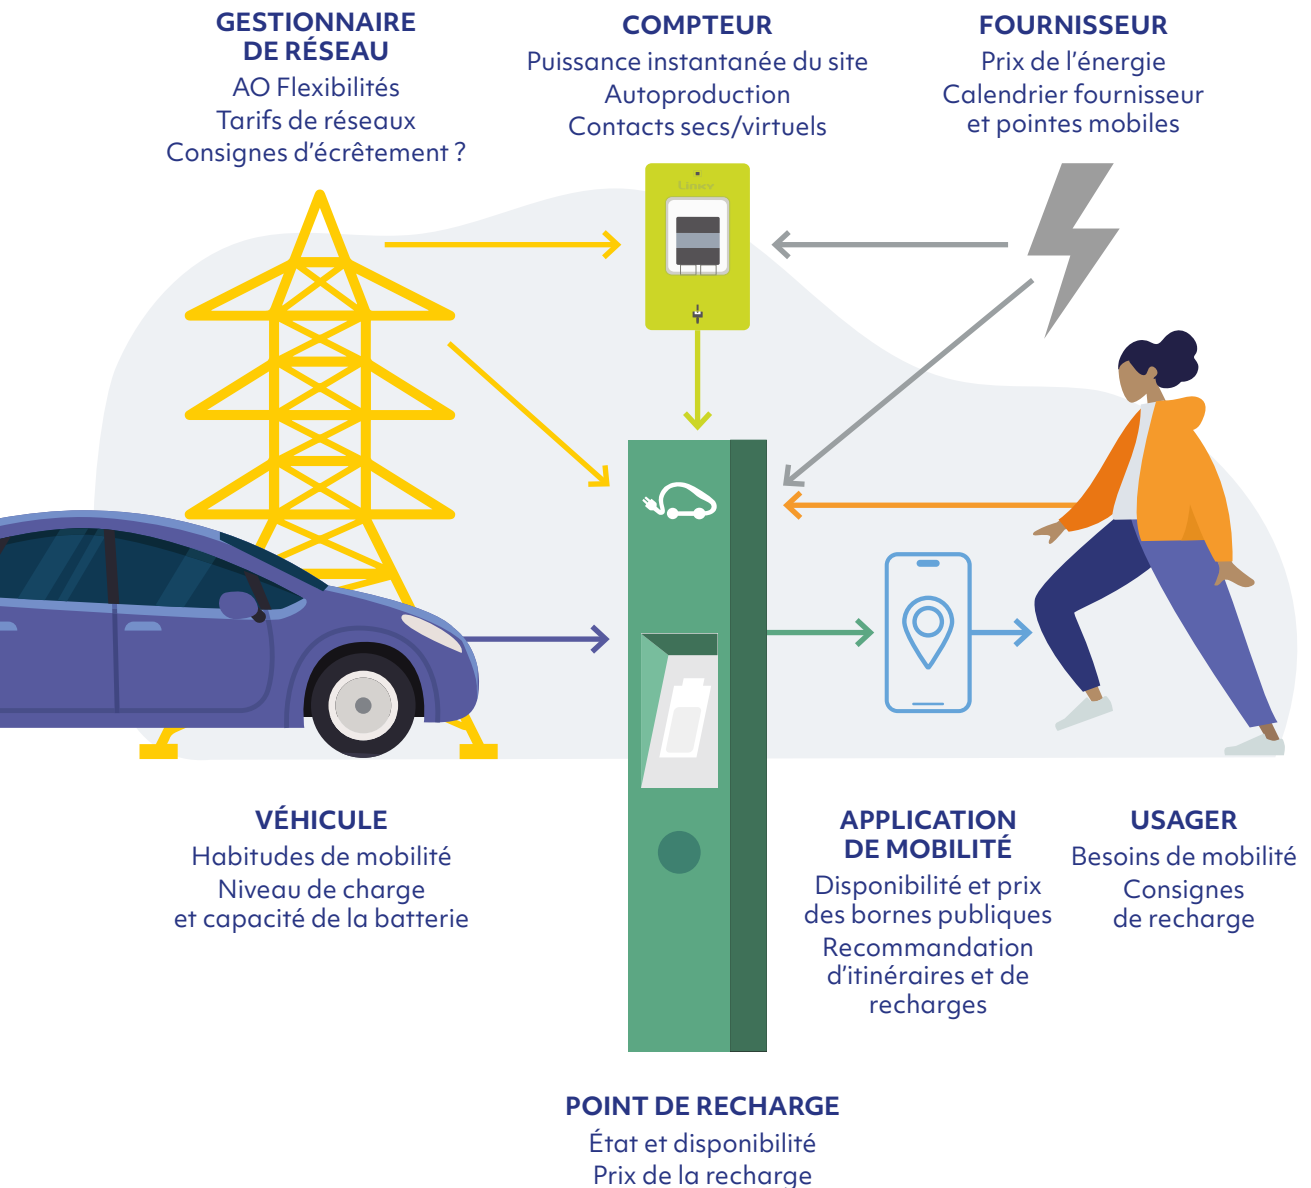 GESTIONNAIRE
DE RÉSEAU
AO Flexibilités
Tarifs de réseaux
Consignes d'écrêtement ?
COMPTEUR
Puissance instantanée du site
Autoproduction
Contacts secs/virtuels
FOURNISSEUR
Prix de l'énergie
Calendrier fournisseur
et pointes mobiles
Linky
VÉHICULE
Habitudes de mobilité
Niveau de charge
et capacité de la batterie
APPLICATION
DE MOBILITÉ
Disponibilité et prix
des bornes publiques
Recommandation
d'itinéraires et de
recharges
USAGER
Besoins de mobilité
Consignes
de recharge
POINT DE RECHARGE
État et disponibilité
Prix de la recharge